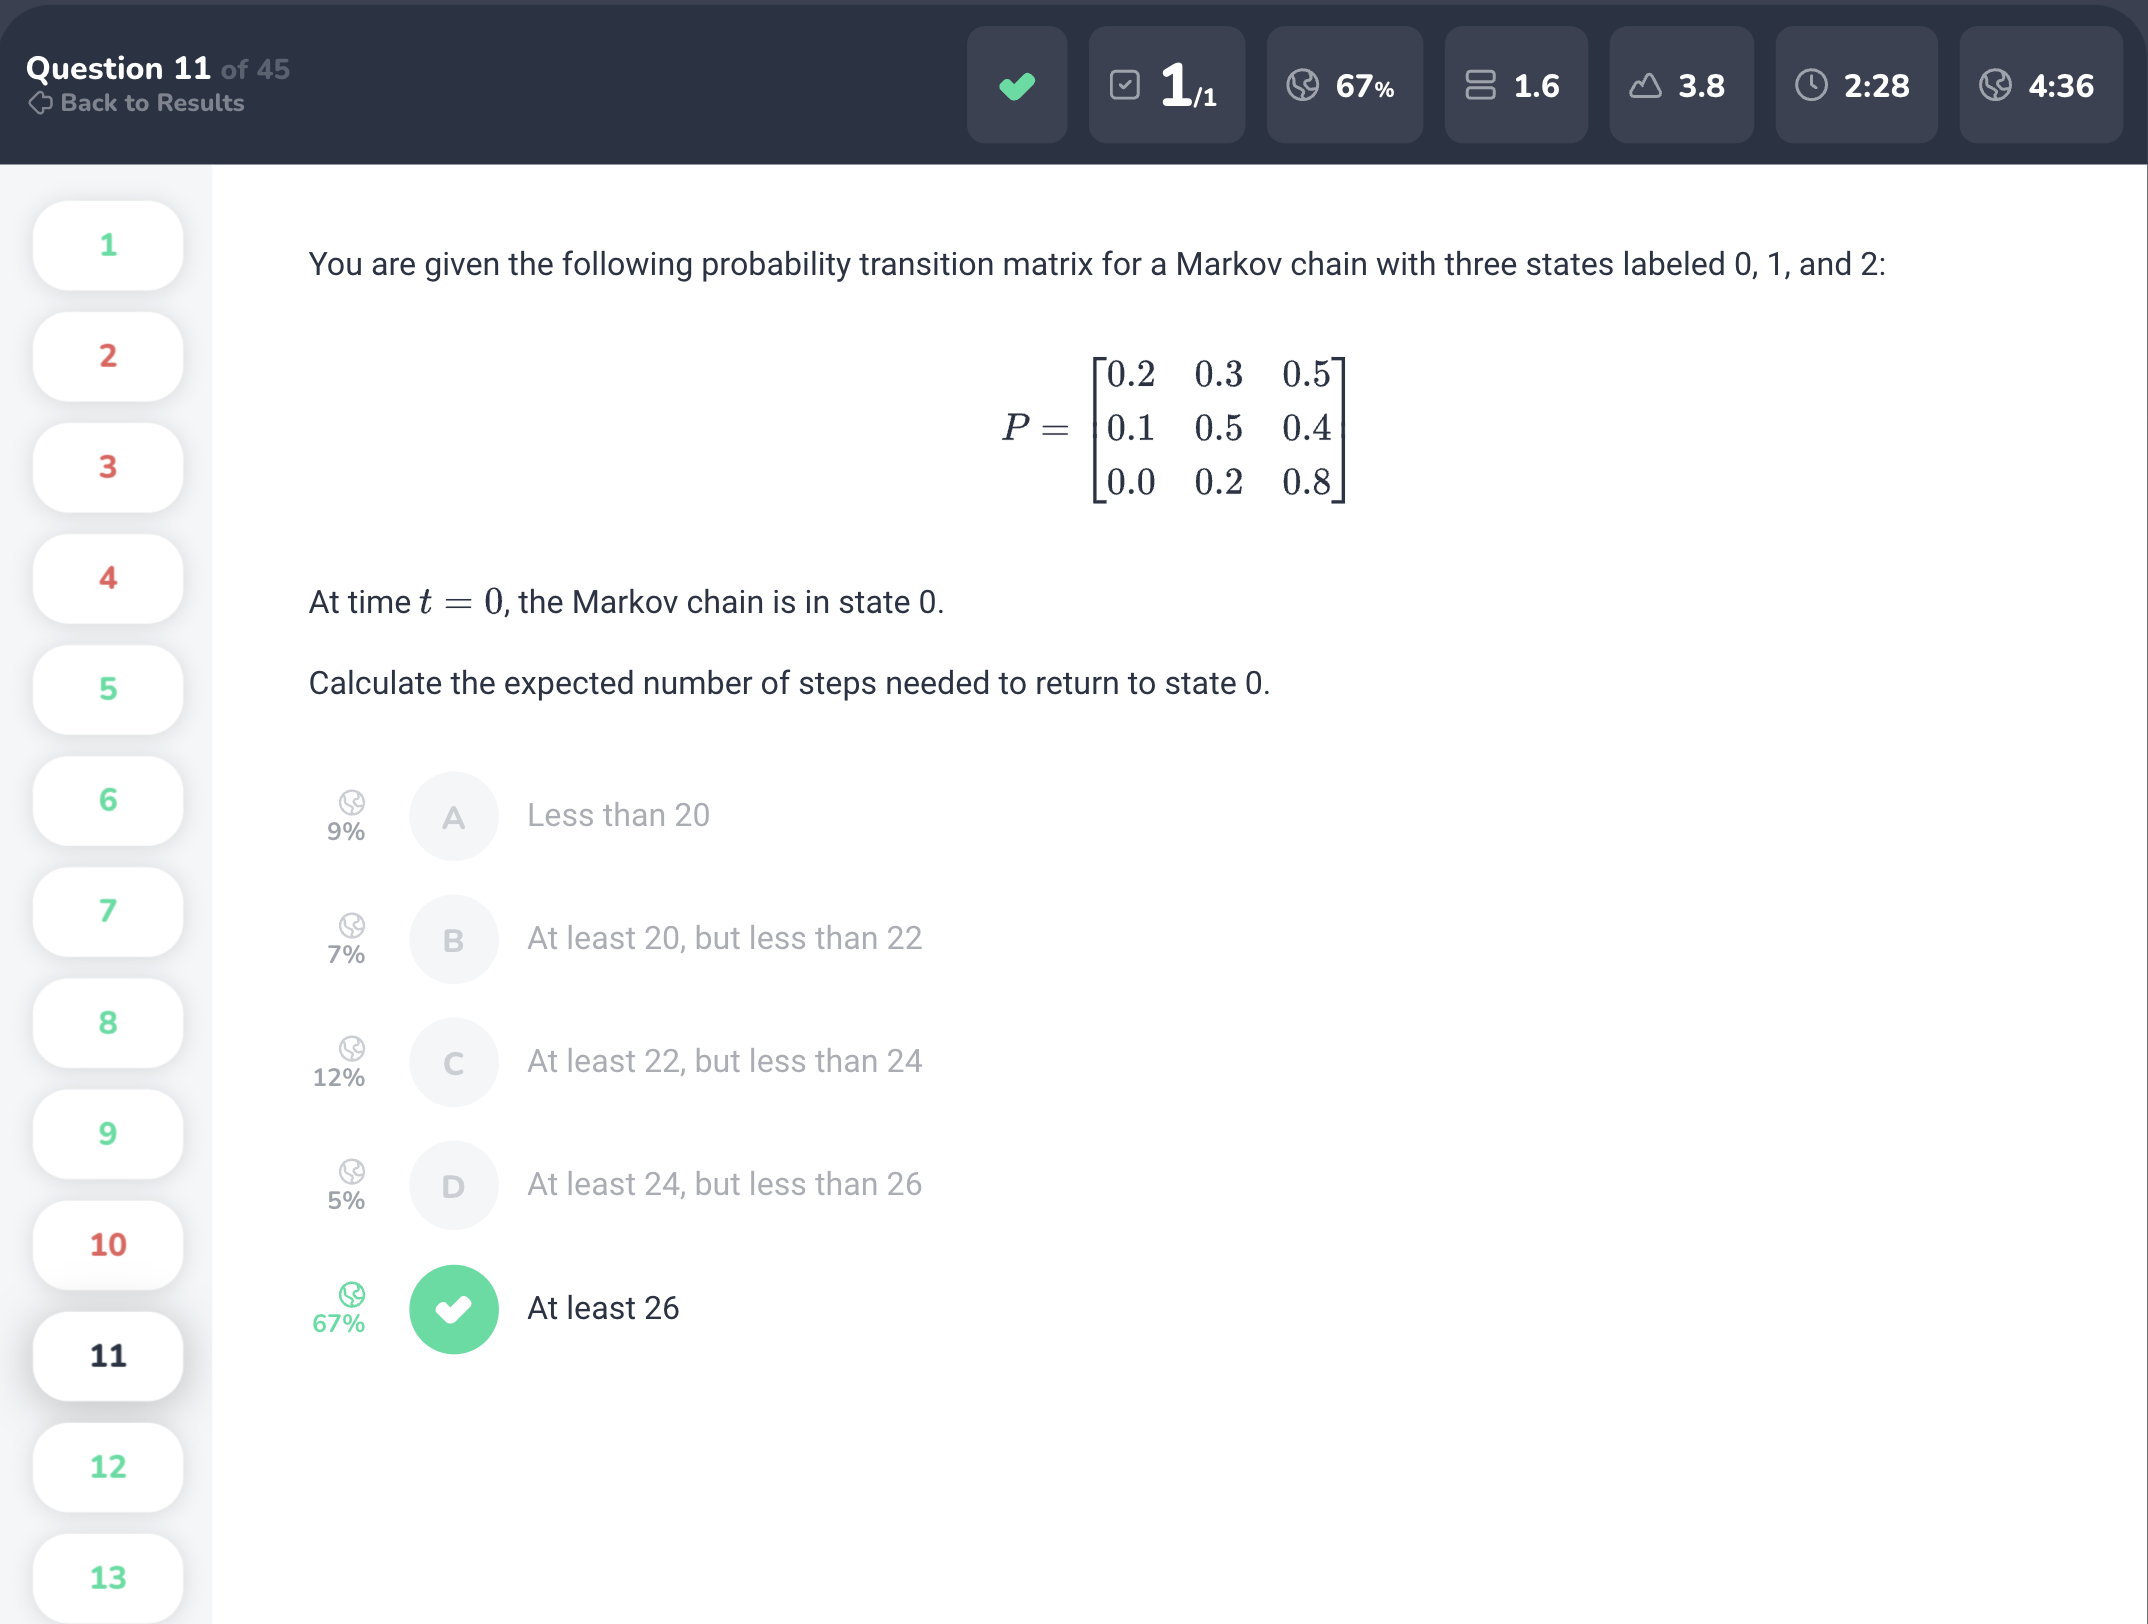 Question 11 of 45
Back to Results
1/1
67%
1.6
3.8
2:28
4:36
1
2
3
4
5
6
7
8
9
10
11
12
13
You are given the following probability transition matrix for a Markov chain with three states labeled 0, 1, and 2:
P = [0.2 0.3 0.5
0.1 0.5 0.4
0.0 0.2 0.8]
At time t = 0, the Markov chain is in state 0.
Calculate the expected number of steps needed to return to state 0.
9% A Less than 20
7% B At least 20, but less than 22
12% C At least 22, but less than 24
5% D At least 24, but less than 26
67% At least 26